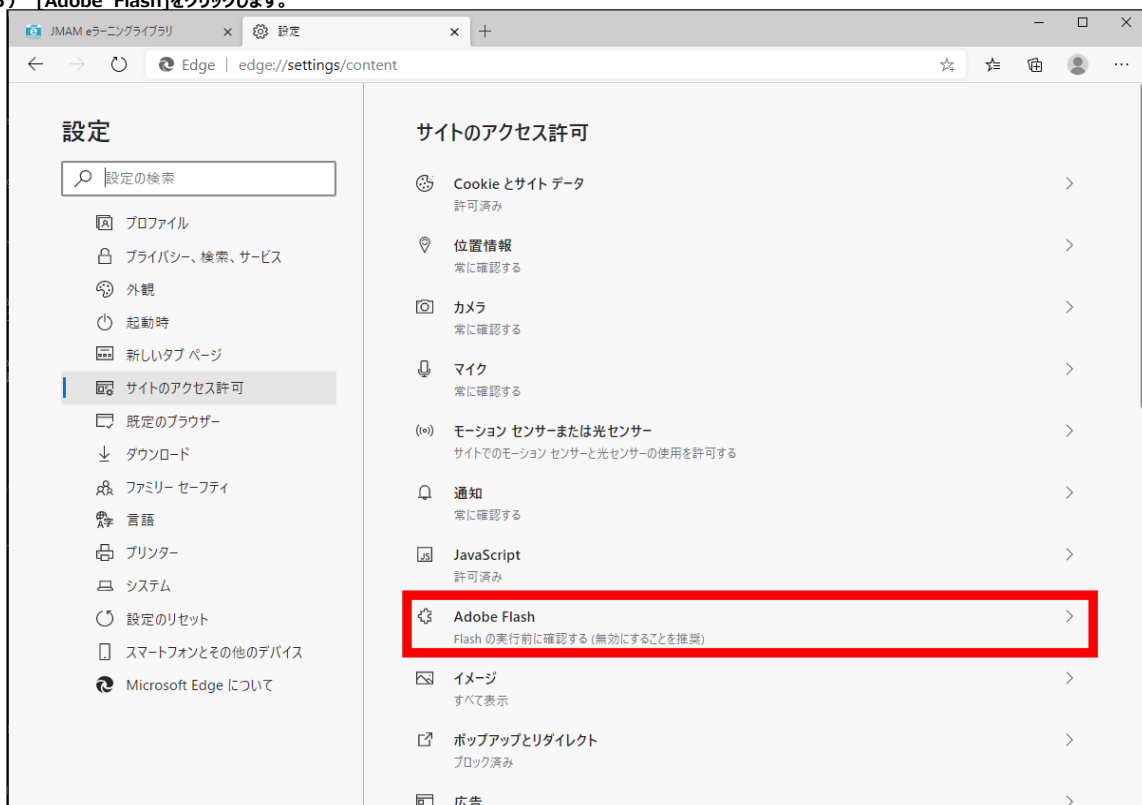 [Adobe Flash]をクリックします。
JMAM eラーニングライブラリ
設定
Edge | edge://settings/content
設定
設定の検索
プロファイル
プライバシー、検索、サービス
外観
起動時
新しいタブ ページ
サイトのアクセス許可
既定のブラウザー
ダウンロード
ファミリー セーフティ
言語
プリンター
システム
設定のリセット
スマートフォンとその他のデバイス
Microsoft Edge について
サイトのアクセス許可
Cookie とサイト データ
許可済み
位置情報
常に確認する
カメラ
常に確認する
マイク
常に確認する
モーション センサーまたは光センサー
サイトでのモーション センサーと光センサーの使用を許可する
通知
常に確認する
JavaScript
許可済み
Adobe Flash
Flash の実行前に確認する (無効にすることを推奨)
イメージ
すべて表示
ポップアップとリダイレクト
ブロック済み
広告